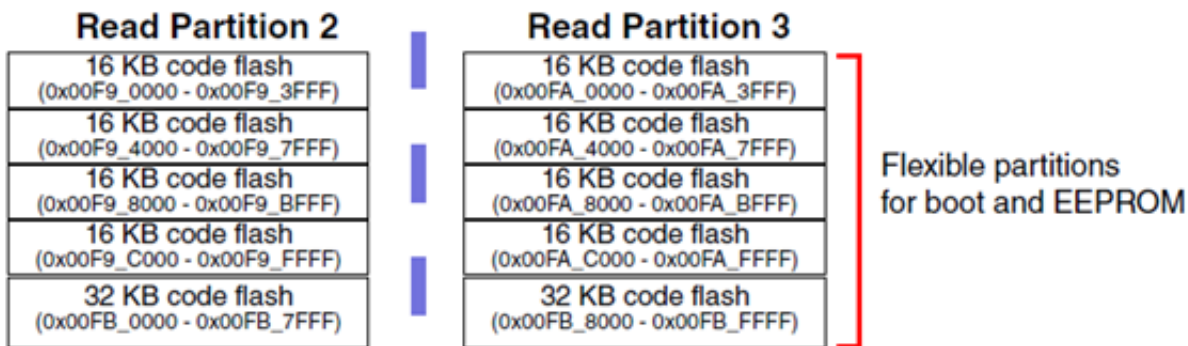 Read Partition 2
16 KB code flash
(0x00F9_0000 - 0x00F9_3FFF)
16 KB code flash
(0x00F9_4000 - 0x00F9_7FFF)
16 KB code flash
(0x00F9_8000 - 0x00F9_BFFF)
16 KB code flash
(0x00F9_C000 - 0x00F9_FFFF)
32 KB code flash
(0x00FB_0000 - 0x00FB_7FFF)
Read Partition 3
16 KB code flash
(0x00FA_0000 - 0x00FA_3FFF)
16 KB code flash
(0x00FA_4000 - 0x00FA_7FFF)
16 KB code flash
(0x00FA_8000 - 0x00FA_BFFF)
16 KB code flash
(0x00FA_C000 - 0x00FA_FFFF)
32 KB code flash
(0x00FB_8000 - 0x00FB_FFFF)
Flexible partitions
for boot and EEPROM